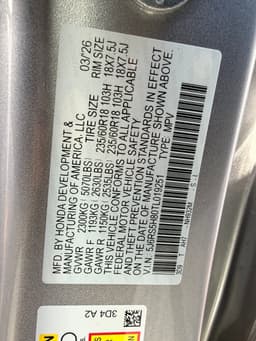 MFD. BY HONDA DEVELOPMENT &
MANUFACTURING OF AMERICA, LLC 03/26
GVWR 2300KG (5070LBS) TIRE SIZE RIM SIZE
GAWR F 1193KG (2630LBS) 235/60R18 103H 18X7.5J
GAWR R 1150KG (2535LBS) 235/60R18 103H 18X7.5J
THIS VEHICLE CONFORMS TO ALL APPLICABLE
FEDERAL MOTOR VEHICLE SAFETY
AND THEFT PREVENTION STANDARDS IN EFFECT
ON THE DATE OF MANUFACTURE SHOWN ABOVE.
V.I.N. TYPE: MPV
3D4 A2